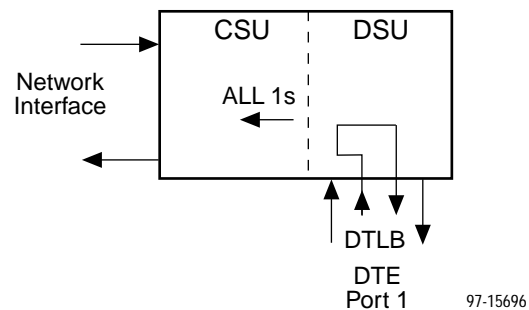 CSU
DSU
Network
Interface
ALL 1s
DTLB
DTE
Port 1
97-15696